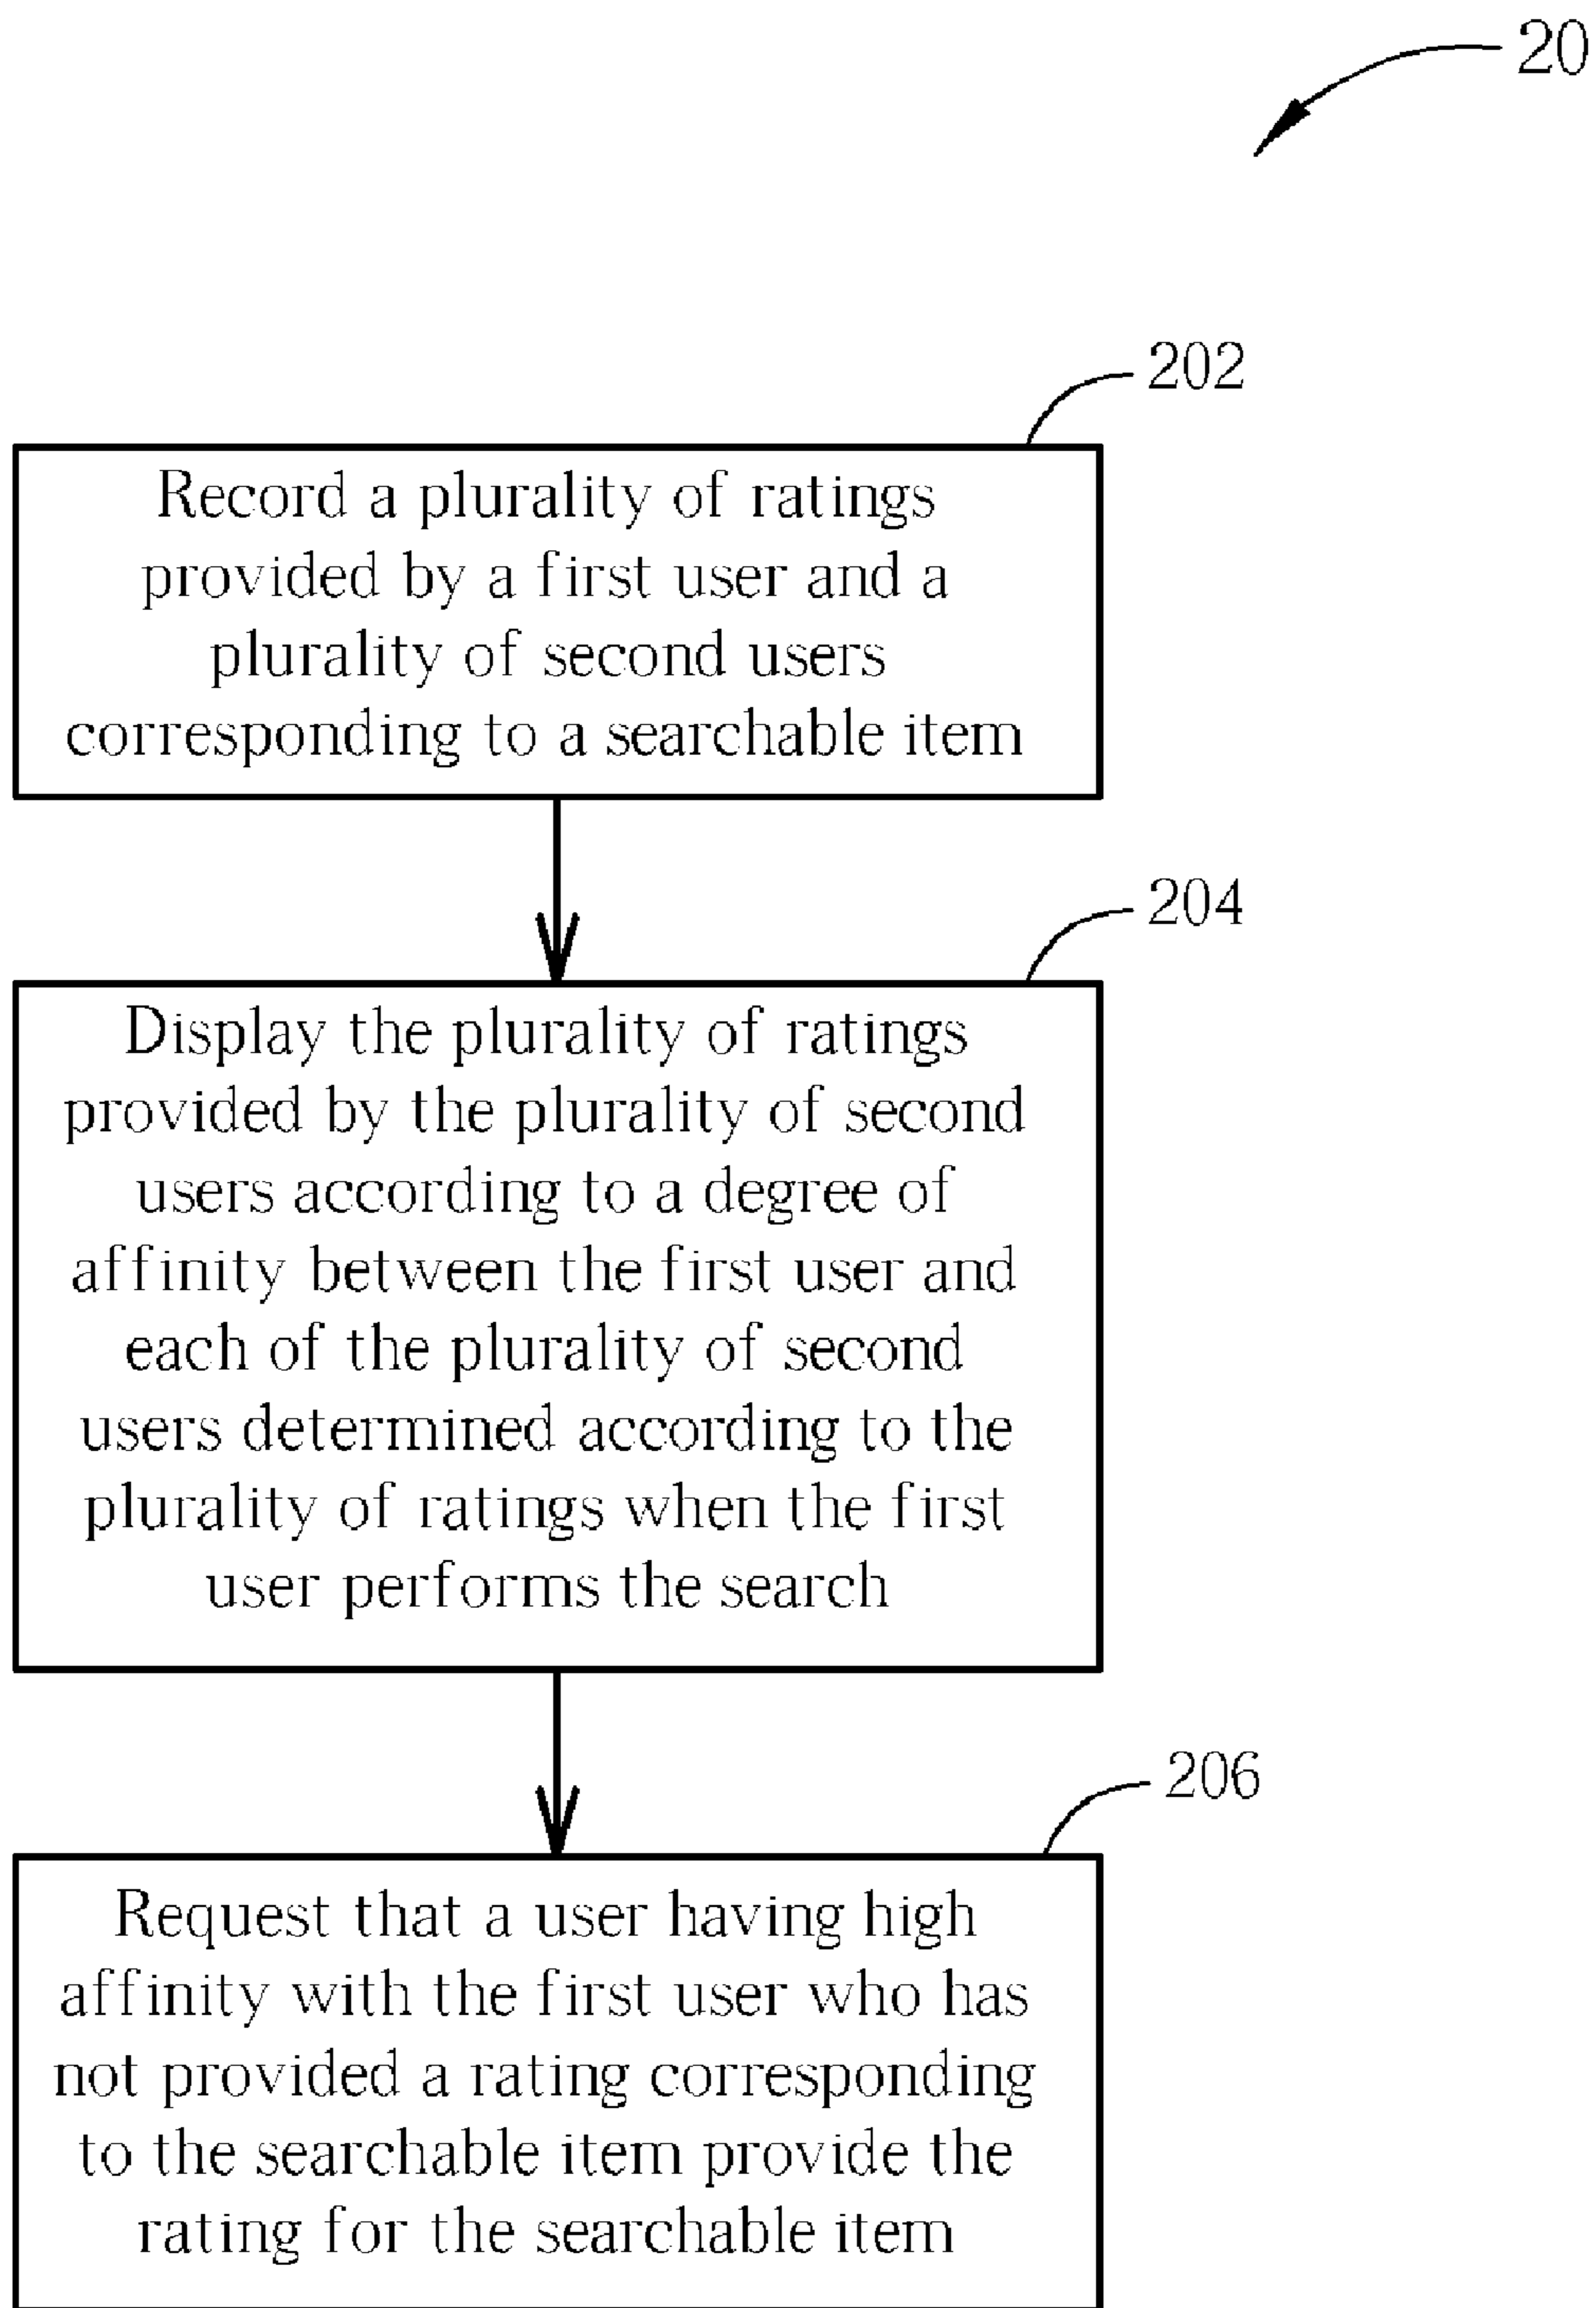 20
202
Record a plurality of ratings
provided by a first user and a
plurality of second users
corresponding to a searchable item
204
Display the plurality of ratings
provided by the plurality of second
users according to a degree of
affinity between the first user and
each of the plurality of second
users determined according to the
plurality of ratings when the first
user performs the search
206
Request that a user having high
affinity with the first user who has
not provided a rating corresponding
to the searchable item provide the
rating for the searchable item